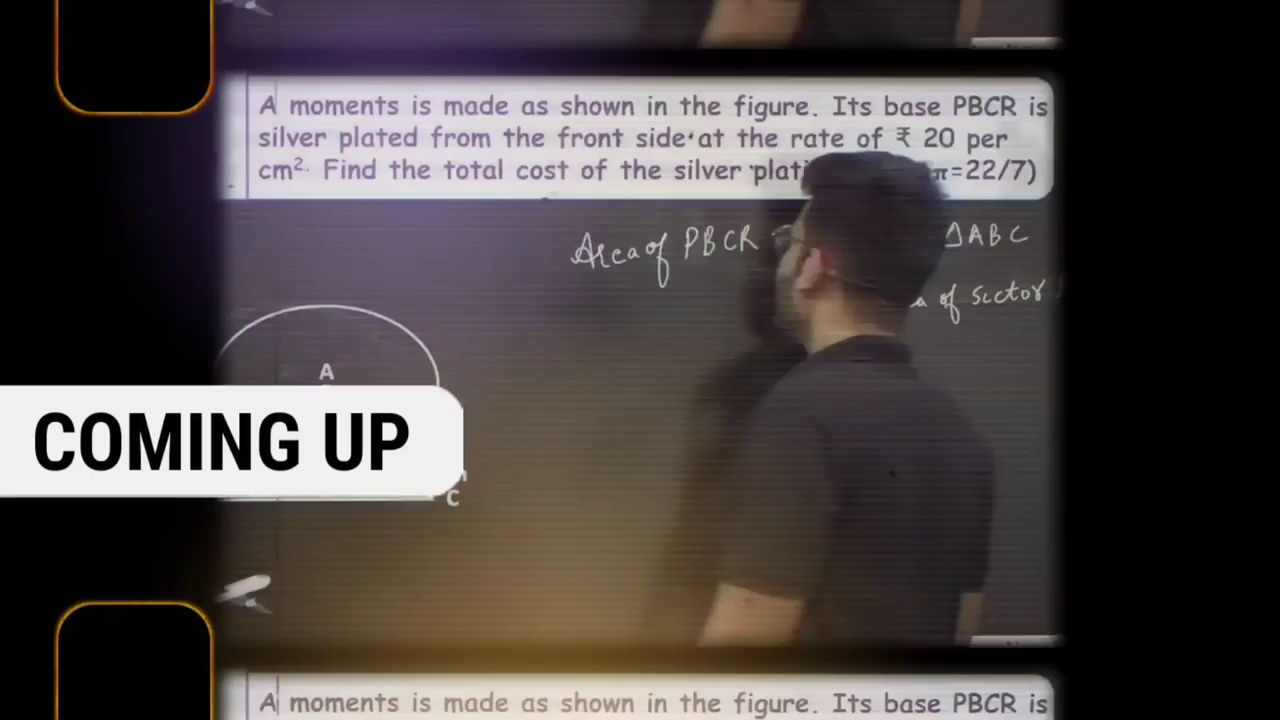 A moments is made as shown in the figure. Its base PBCR is
silver plated from the front side at the rate of ₹ 20 per
cm². Find the total cost of the silver π=22/7)
Area of PBCR ΔABC
of sector
A
COMING UP
C
A moments is made as shown in the figure. Its base PBCR is